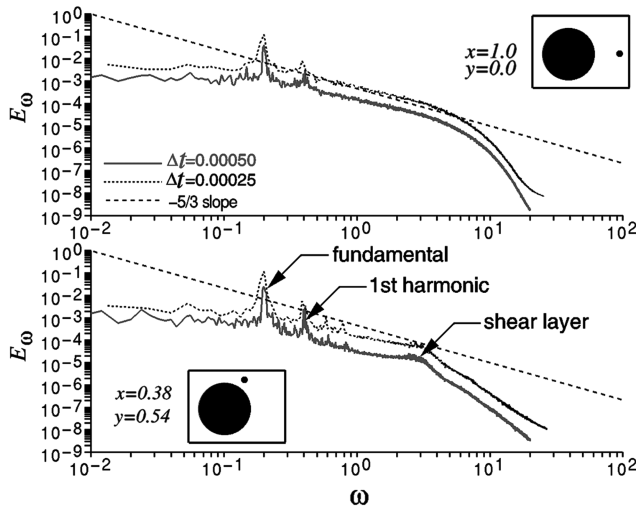 10^0
10^-1
10^-2
10^-3
10^-4
10^-5
10^-6
10^-7
10^-8
10^-9
E_ω
x=1.0
y=0.0
Δt=0.00050
Δt=0.00025
−5/3 slope
10^-2 10^-1 10^0 10^1 10^2
10^0
10^-1
10^-2
10^-3
10^-4
10^-5
10^-6
10^-7
10^-8
10^-9
E_ω
fundamental
1st harmonic
shear layer
x=0.38
y=0.54
10^-2 10^-1 10^0 10^1 10^2
ω